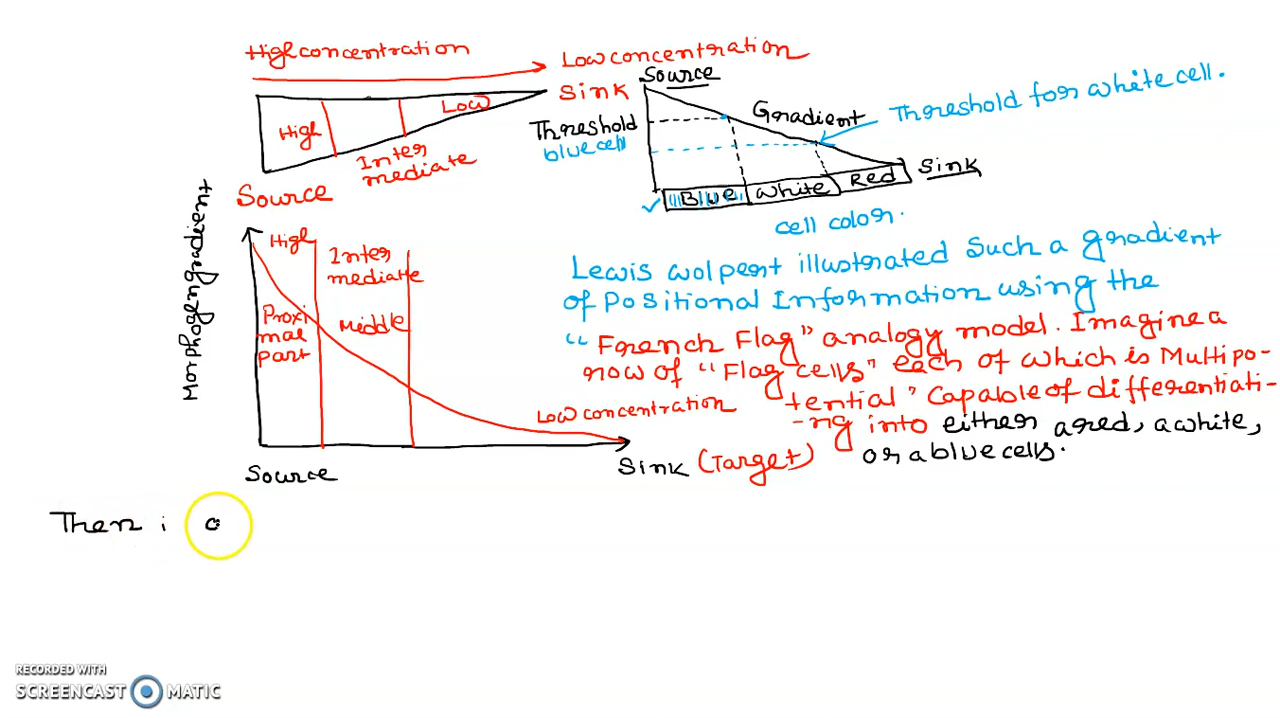 High concentration
Low concentration
Sink
High
Inter
mediate
Low
Source
Source
Threshold
blue cell
Gradient
Threshold for white cell.
Sink
Blue
white
Red
cell color.
Morphogen gradient
High
Inter
mediate
Proxi
mal
part
Middle
Low concentration
Source
Sink (Target)
Lewis wolpert illustrated Such a gradient
of Positional Information using the
"French Flag" analogy model. Imagine a
row of "Flag cells" each of which is Multipo-
tential" Capable of differentiati-
-ng into either a red, a white,
or a blue cells.
Then i
RECORDED WITH
SCREENCAST MATIC